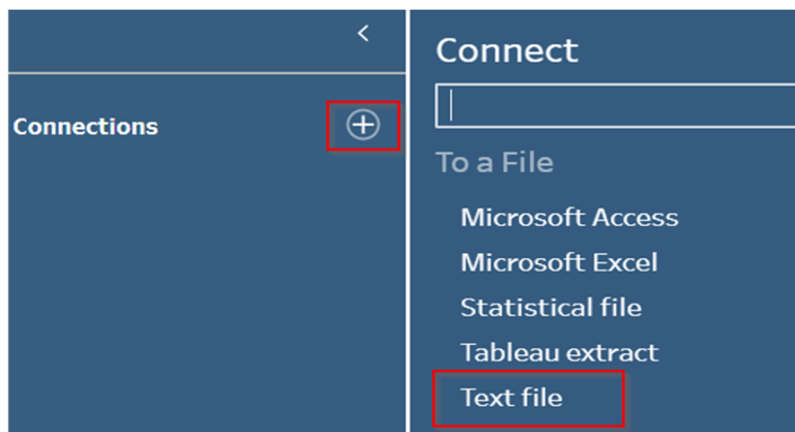 Connections
Connect
To a File
Microsoft Access
Microsoft Excel
Statistical file
Tableau extract
Text file